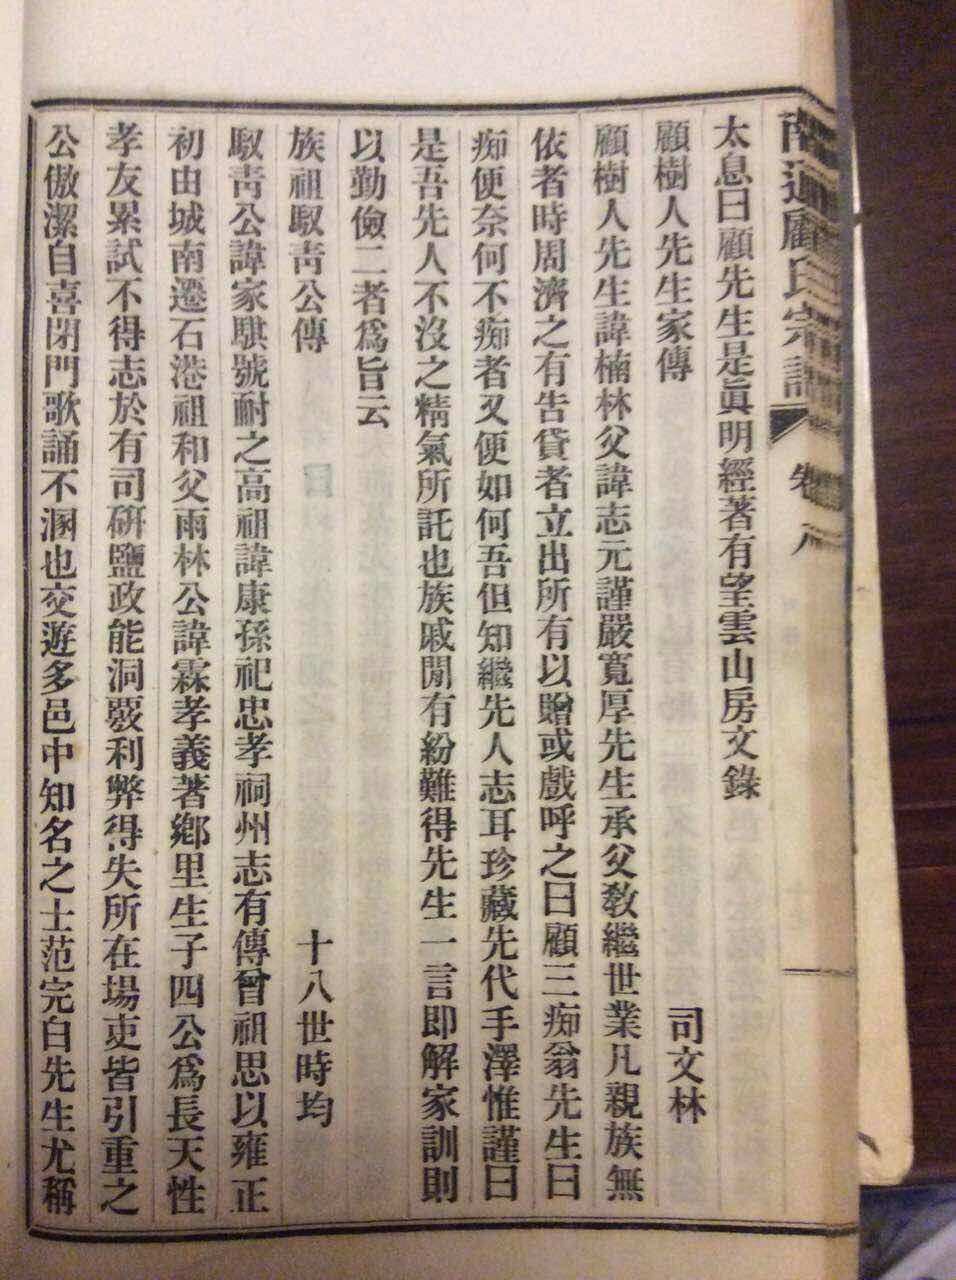 南通顧氏宗譜
卷八
太息曰顧先生是眞明經著有望雲山房文錄
顧樹人先生家傳 司文林
顧樹人先生諱楠林父諱志元謹嚴寬厚先生承父敎繼世業凡親族無
依者時周濟之有告貸者立出所有以贈或戲呼之曰顧三痴翁先生曰
痴便奈何不痴者又便如何吾但知繼先人志耳珍藏先代手澤惟謹曰
是吾先人不沒之精氣所託也族戚閒有紛難得先生一言即解家訓則
以勤儉二者爲旨云
族祖馭靑公傳 十八世時均
馭靑公諱家騏號耐之高祖諱康孫祀忠孝祠州志有傳曾祖思以雍正
初由城南遷石港祖和父雨林公諱霖孝義著鄕里生子四公爲長天性
孝友累試不得志於有司硏鹽政能洞覈利弊得失所在場吏皆引重之
公傲潔自喜閉門歌誦不溷也交遊多邑中知名之士范完白先生尤稱